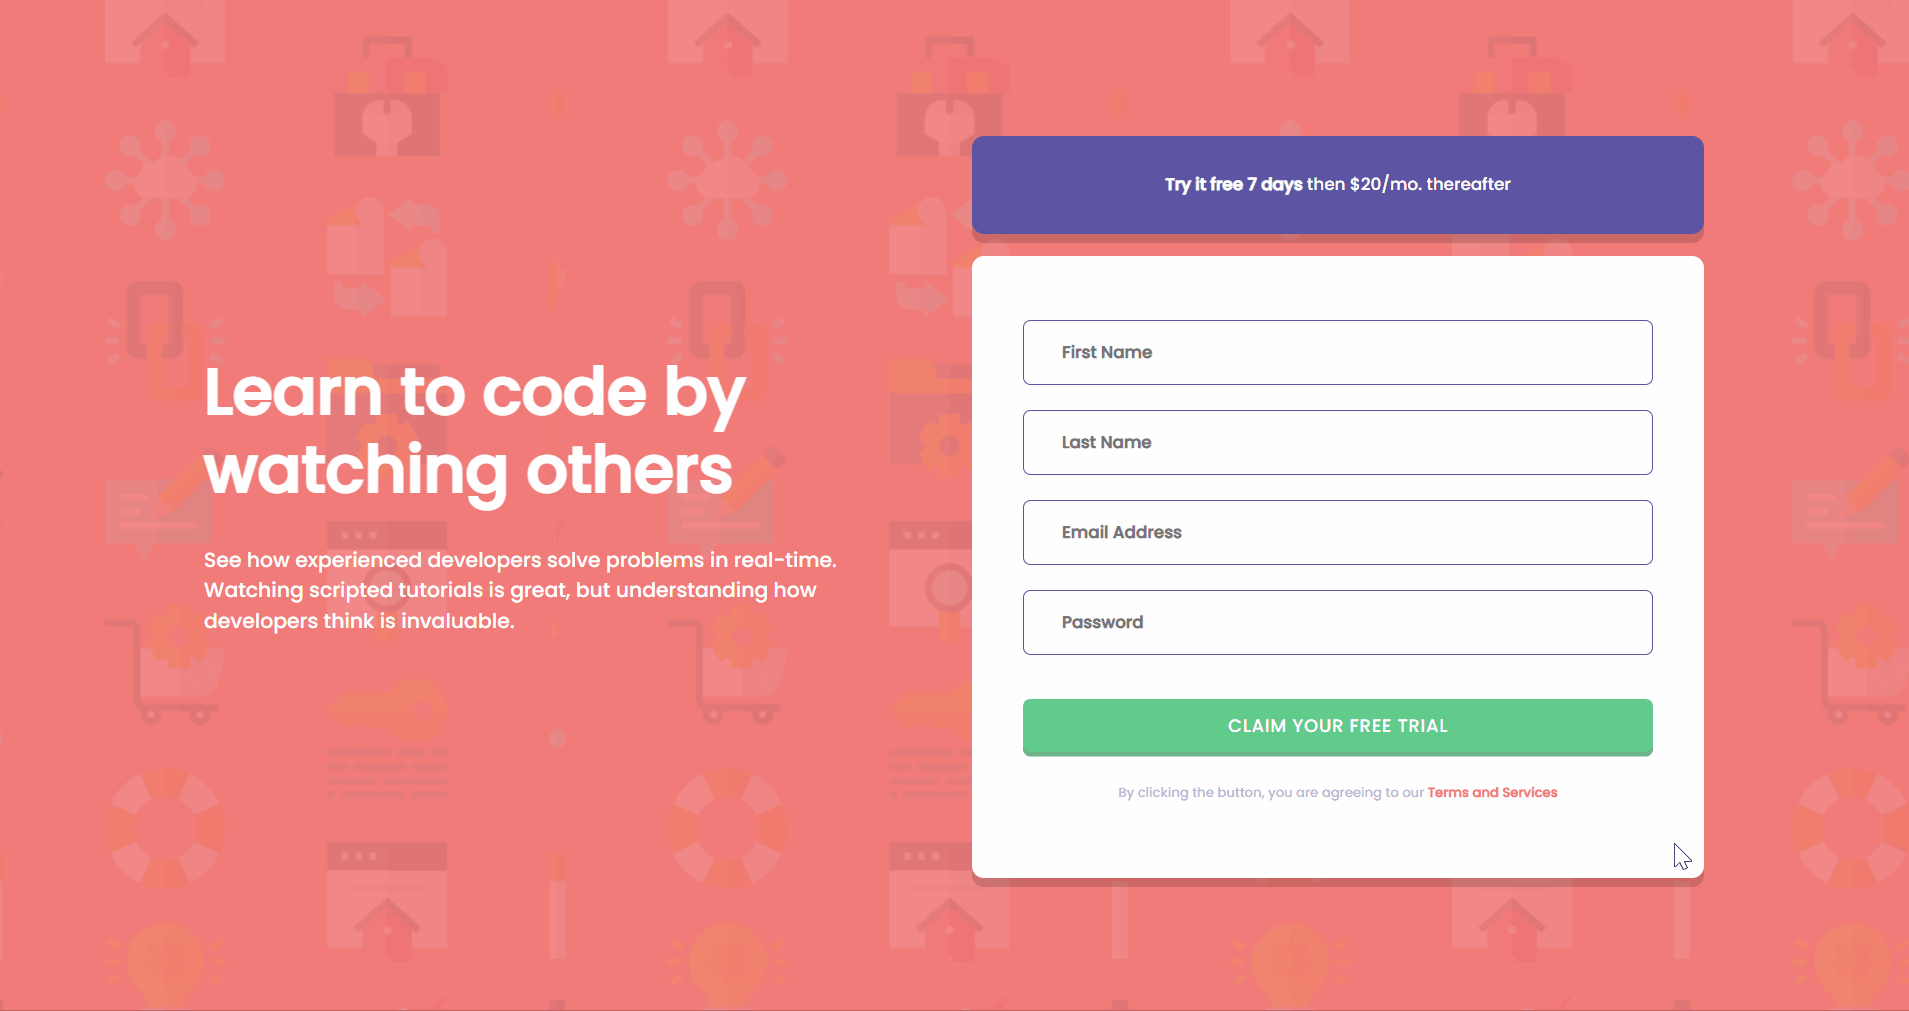 Learn to code by
watching others
See how experienced developers solve problems in real-time.
Watching scripted tutorials is great, but understanding how
developers think is invaluable.
Try it free 7 days then $20/mo. thereafter
First Name
Last Name
Email Address
Password
CLAIM YOUR FREE TRIAL
By clicking the button, you are agreeing to our Terms and Services